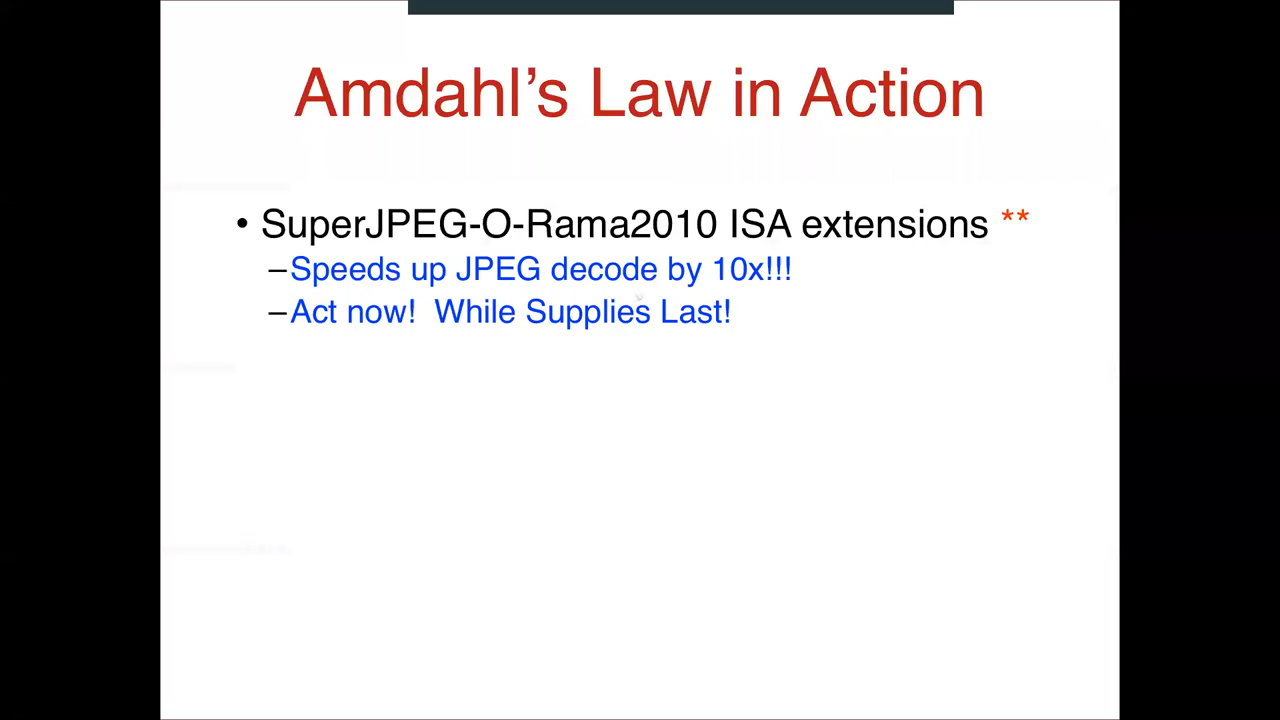 Amdahl’s Law in Action
• SuperJPEG-O-Rama2010 ISA extensions **
–Speeds up JPEG decode by 10x!!!
–Act now!  While Supplies Last!